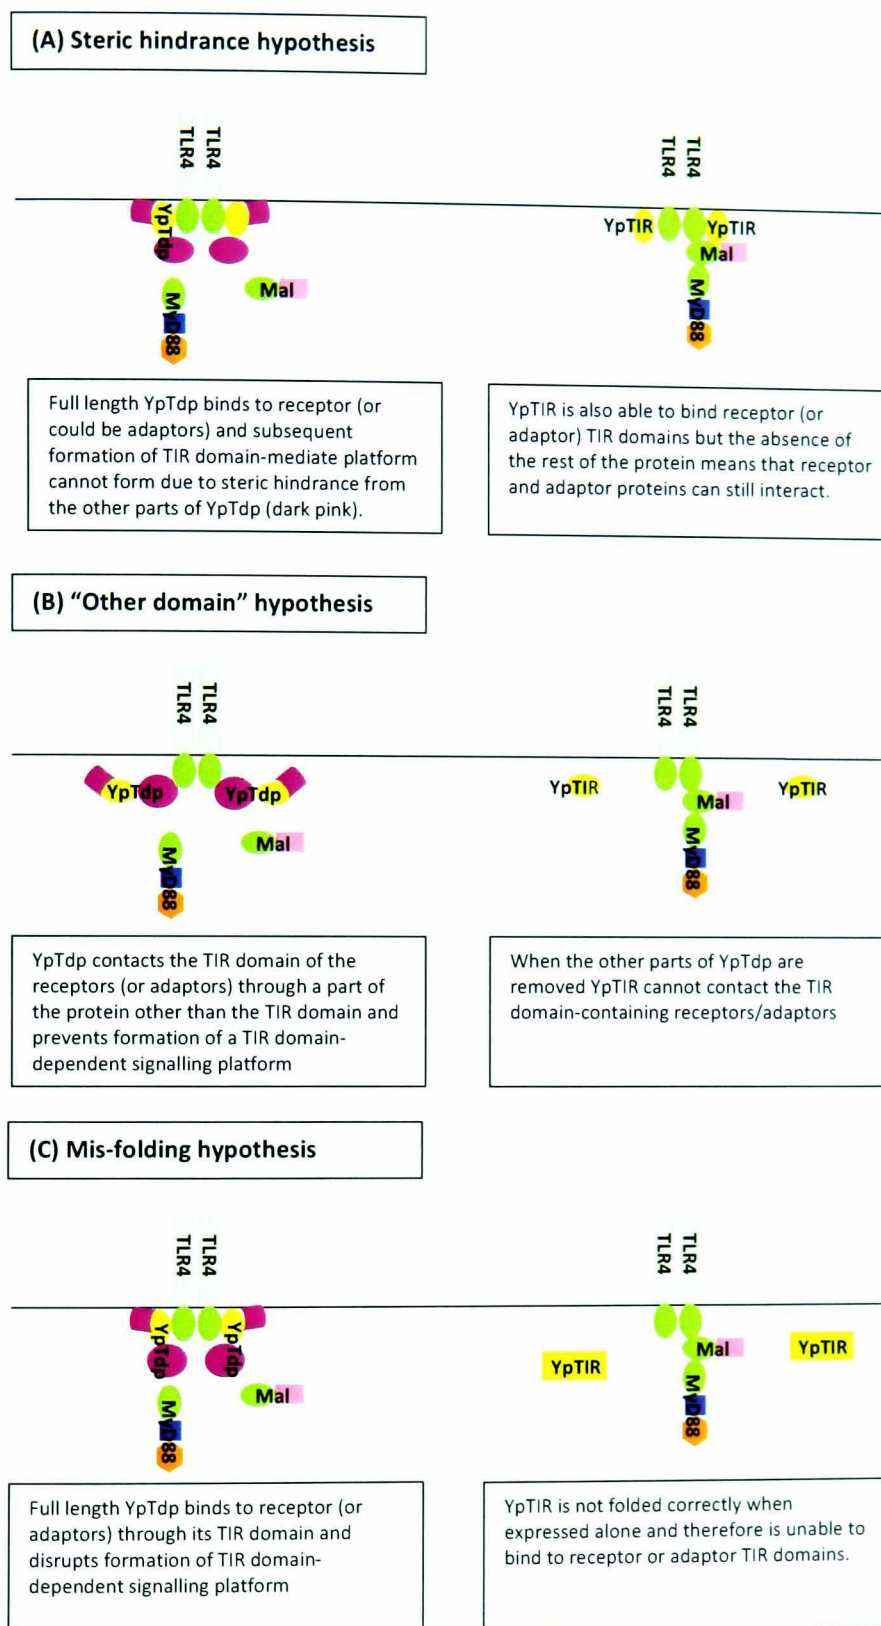 (A) Steric hindrance hypothesis
TLR4 TLR4
YpTdp
MyD88
Mal
TLR4 TLR4
YpTIR
YpTIR
Mal
MyD88
Full length YpTdp binds to receptor (or
could be adaptors) and subsequent
formation of TIR domain-mediate platform
cannot form due to steric hindrance from
the other parts of YpTdp (dark pink).
YpTIR is also able to bind receptor (or
adaptor) TIR domains but the absence of
the rest of the protein means that receptor
and adaptor proteins can still interact.
(B) “Other domain” hypothesis
TLR4 TLR4
YpTdp
YpTdp
MyD88
Mal
TLR4 TLR4
YpTIR
YpTIR
Mal
MyD88
YpTdp contacts the TIR domain of the
receptors (or adaptors) through a part of
the protein other than the TIR domain and
prevents formation of a TIR domain-
dependent signalling platform
When the other parts of YpTdp are
removed YpTIR cannot contact the TIR
domain-containing receptors/adaptors
(C) Mis-folding hypothesis
TLR4 TLR4
YpTdp
YpTdp
MyD88
Mal
TLR4 TLR4
Mal
YpTIR
YpTIR
MyD88
Full length YpTdp binds to receptor (or
adaptors) through its TIR domain and
disrupts formation of TIR domain-
dependent signalling platform
YpTIR is not folded correctly when
expressed alone and therefore is unable to
bind to receptor or adaptor TIR domains.